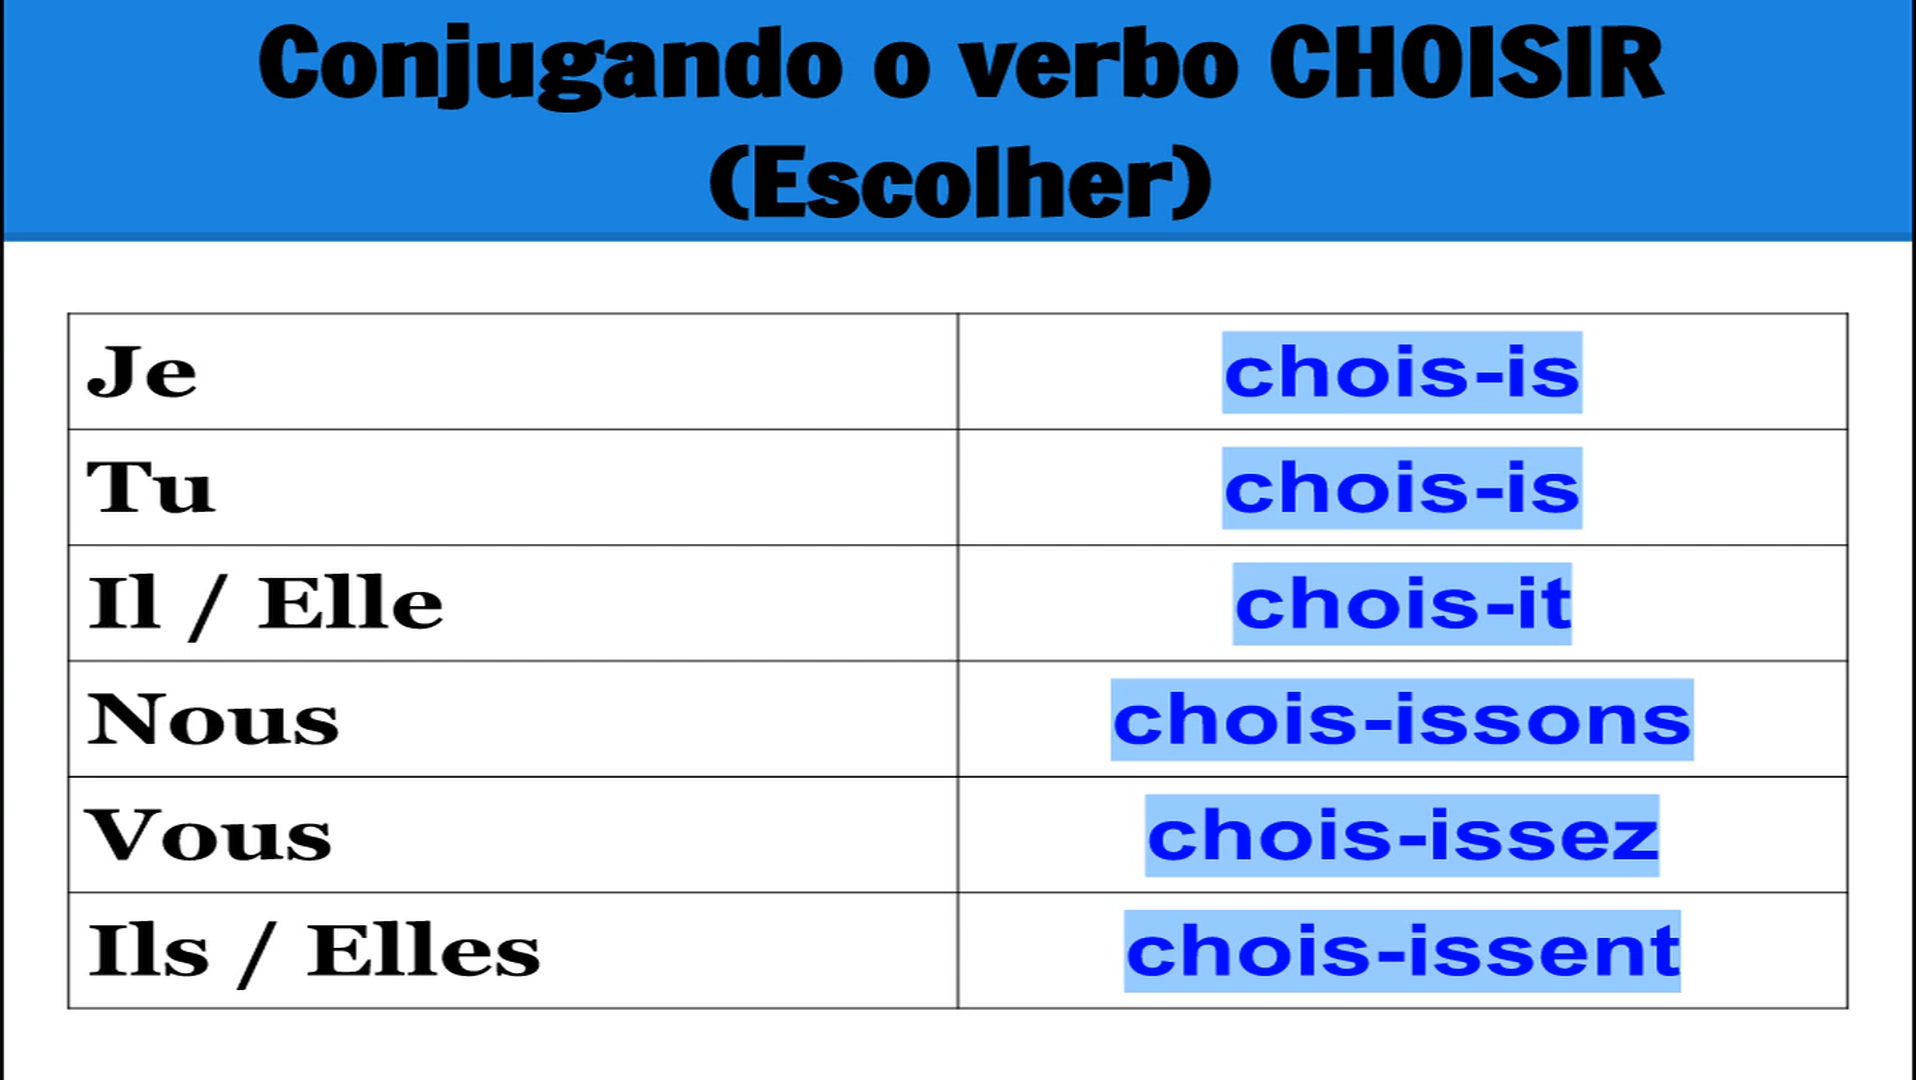 Conjugando o verbo CHOISIR
(Escolher)
Je chois-is
Tu chois-is
Il / Elle chois-it
Nous chois-issons
Vous chois-issez
Ils / Elles chois-issent